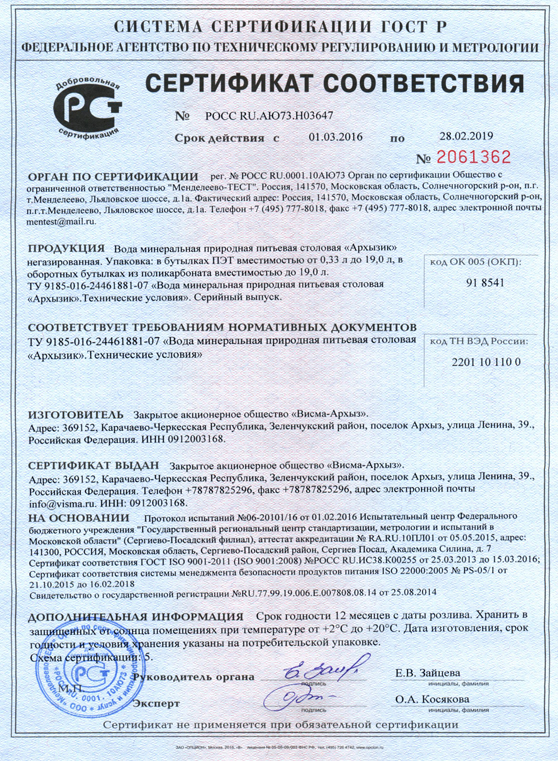 СИСТЕМА СЕРТИФИКАЦИИ ГОСТ Р
ФЕДЕРАЛЬНОЕ АГЕНТСТВО ПО ТЕХНИЧЕСКОМУ РЕГУЛИРОВАНИЮ И МЕТРОЛОГИИ
Добровольная
РСТ
сертификация
СЕРТИФИКАТ СООТВЕТСТВИЯ
№ РОСС RU.АЮ73.Н03647
Срок действия с 01.03.2016 по 28.02.2019
№ 2061362
ОРГАН ПО СЕРТИФИКАЦИИ рег. № РОСС RU.0001.10АЮ73 Орган по сертификации Общество с
ограниченной ответственностью "Менделеево-ТЕСТ". Россия, 141570, Московская область, Солнечногорский р-он, п.г.
т.Менделеево, Льяловское шоссе, д.1а. Фактический адрес: Россия, 141570, Московская область, Солнечногорский р-он,
п.г.т.Менделеево, Льяловское шоссе, д.1а. Телефон +7 (495) 777-8018, факс +7 (495) 777-8018, адрес электронной почты
mentest@mail.ru.
ПРОДУКЦИЯ Вода минеральная природная питьевая столовая «Архызик»
негазированная. Упаковка: в бутылках ПЭТ вместимостью от 0,33 л до 19,0 л, в
оборотных бутылках из поликарбоната вместимостью до 19,0 л.
ТУ 9185-016-24461881-07 «Вода минеральная природная питьевая столовая
«Архызик».Технические условия». Серийный выпуск.
код ОК 005 (ОКП):
91 8541
СООТВЕТСТВУЕТ ТРЕБОВАНИЯМ НОРМАТИВНЫХ ДОКУМЕНТОВ
ТУ 9185-016-24461881-07 «Вода минеральная природная питьевая столовая
«Архызик».Технические условия»
код ТН ВЭД России:
2201 10 110 0
ИЗГОТОВИТЕЛЬ Закрытое акционерное общество «Висма-Архыз».
Адрес: 369152, Карачаево-Черкесская Республика, Зеленчукский район, поселок Архыз, улица Ленина, 39.,
Российская Федерация. ИНН 0912003168.
СЕРТИФИКАТ ВЫДАН Закрытое акционерное общество «Висма-Архыз».
Адрес: 369152, Карачаево-Черкесская Республика, Зеленчукский район, поселок Архыз, улица Ленина, 39.,
Российская Федерация. Телефон +78787825296, факс +78787825296, адрес электронной почты
info@visma.ru. ИНН: 0912003168.
НА ОСНОВАНИИ Протокол испытаний №06-20101/16 от 01.02.2016 Испытательный центр Федерального
бюджетного учреждения "Государственный региональный центр стандартизации, метрологии и испытаний в
Московской области" (Сергиево-Посадский филиал), аттестат аккредитации № RA.RU.10ПЛ01 от 05.05.2015, адрес:
141300, РОССИЯ, Московская область, Сергиево-Посадский район, Сергиев Посад, Академика Силина, д. 7
Сертификат соответствия ГОСТ ISO 9001-2011 (ISO 9001:2008) №РОСС RU.ИС38.К00255 от 25.03.2013 до 15.03.2016;
Сертификат соответствия системы менеджмента безопасности продуктов питания ISO 22000:2005 № PS-05/1 от
21.10.2015 до 16.02.2018
Свидетельство о государственной регистрации №RU.77.99.19.006.Е.007808.08.14 от 25.08.2014
ДОПОЛНИТЕЛЬНАЯ ИНФОРМАЦИЯ Срок годности 12 месяцев с даты розлива. Хранить в
защищенных от солнца помещениях при температуре от +2°С до +20°С. Дата изготовления, срок
годности и условия хранения указаны на потребительской упаковке.
Схема сертификации: 5.
М.П.
Руководитель органа
подпись
Е.В. Зайцева
инициалы, фамилия
Эксперт
подпись
О.А. Косякова
инициалы, фамилия
Сертификат не применяется при обязательной сертификации